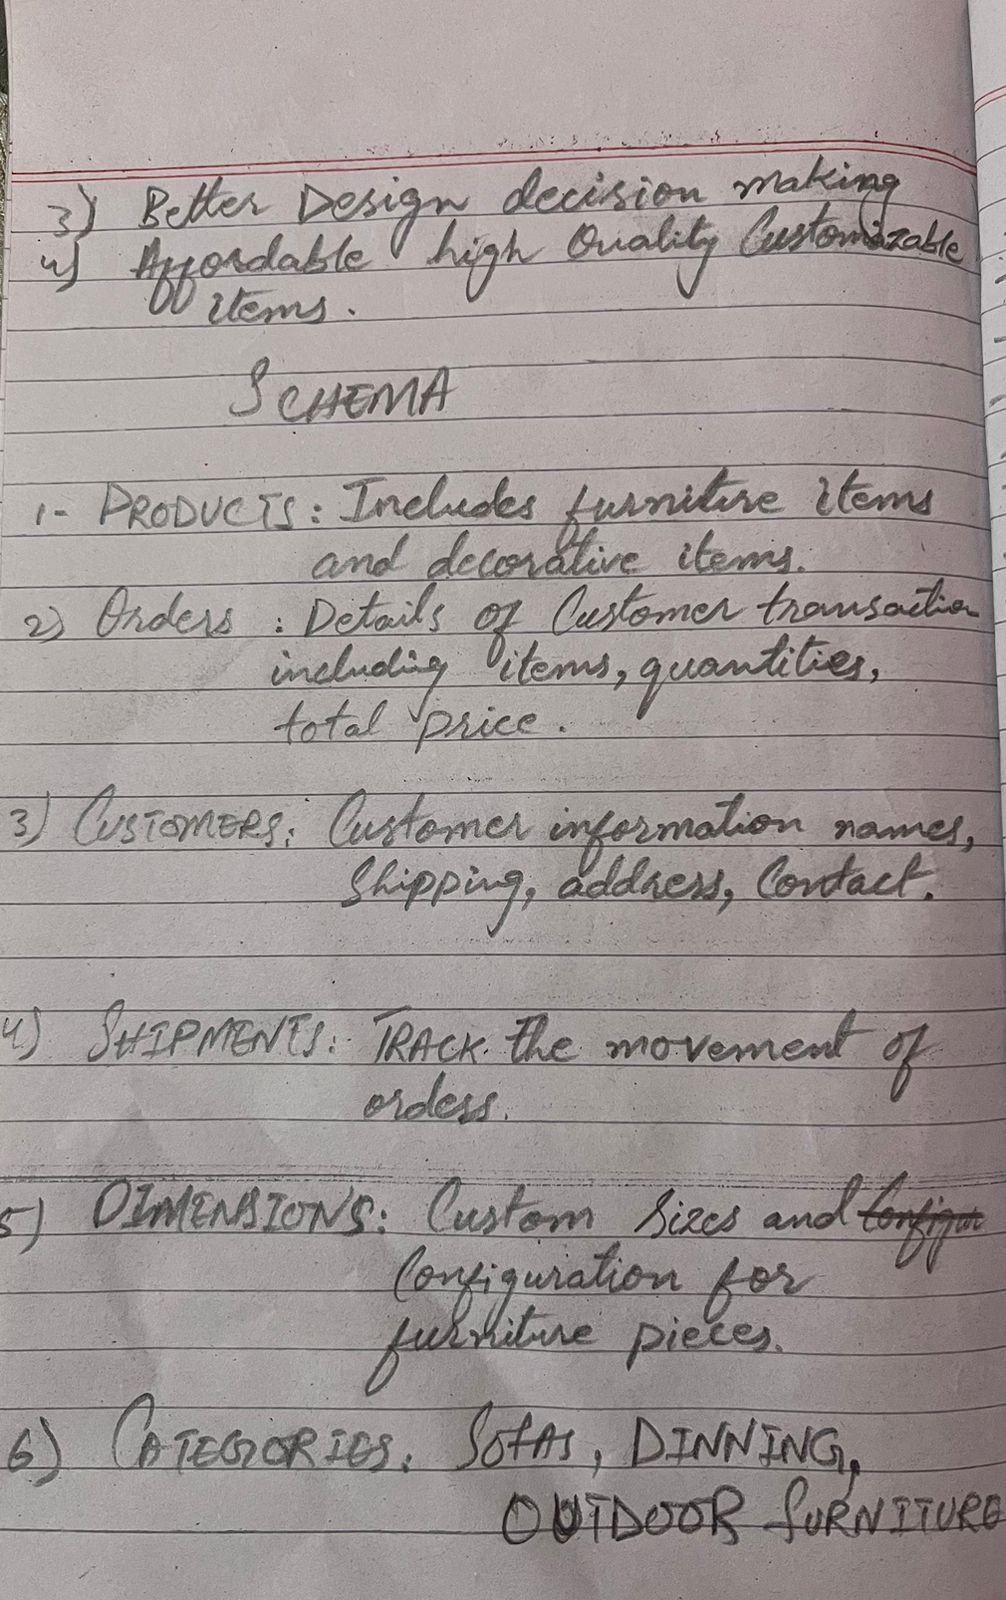 3) Better Design decision making
4) Affordable high Quality Customizable
items.
SCHEMA
1- PRODUCTS: Includes furniture items
and decorative items.
2) Orders : Details of Customer transaction
including items, quantities,
total price.
3) CUSTOMERS: Customer information names,
Shipping, address, Contact.
4) SHIPMENTS: TRACK the movement of
orders.
5) DIMENSIONS: Custom Sizes and Configur
Configuration for
furniture pieces.
6) CATEGORIES: SOFAS, DINNING,
OUTDOOR FURNITURE